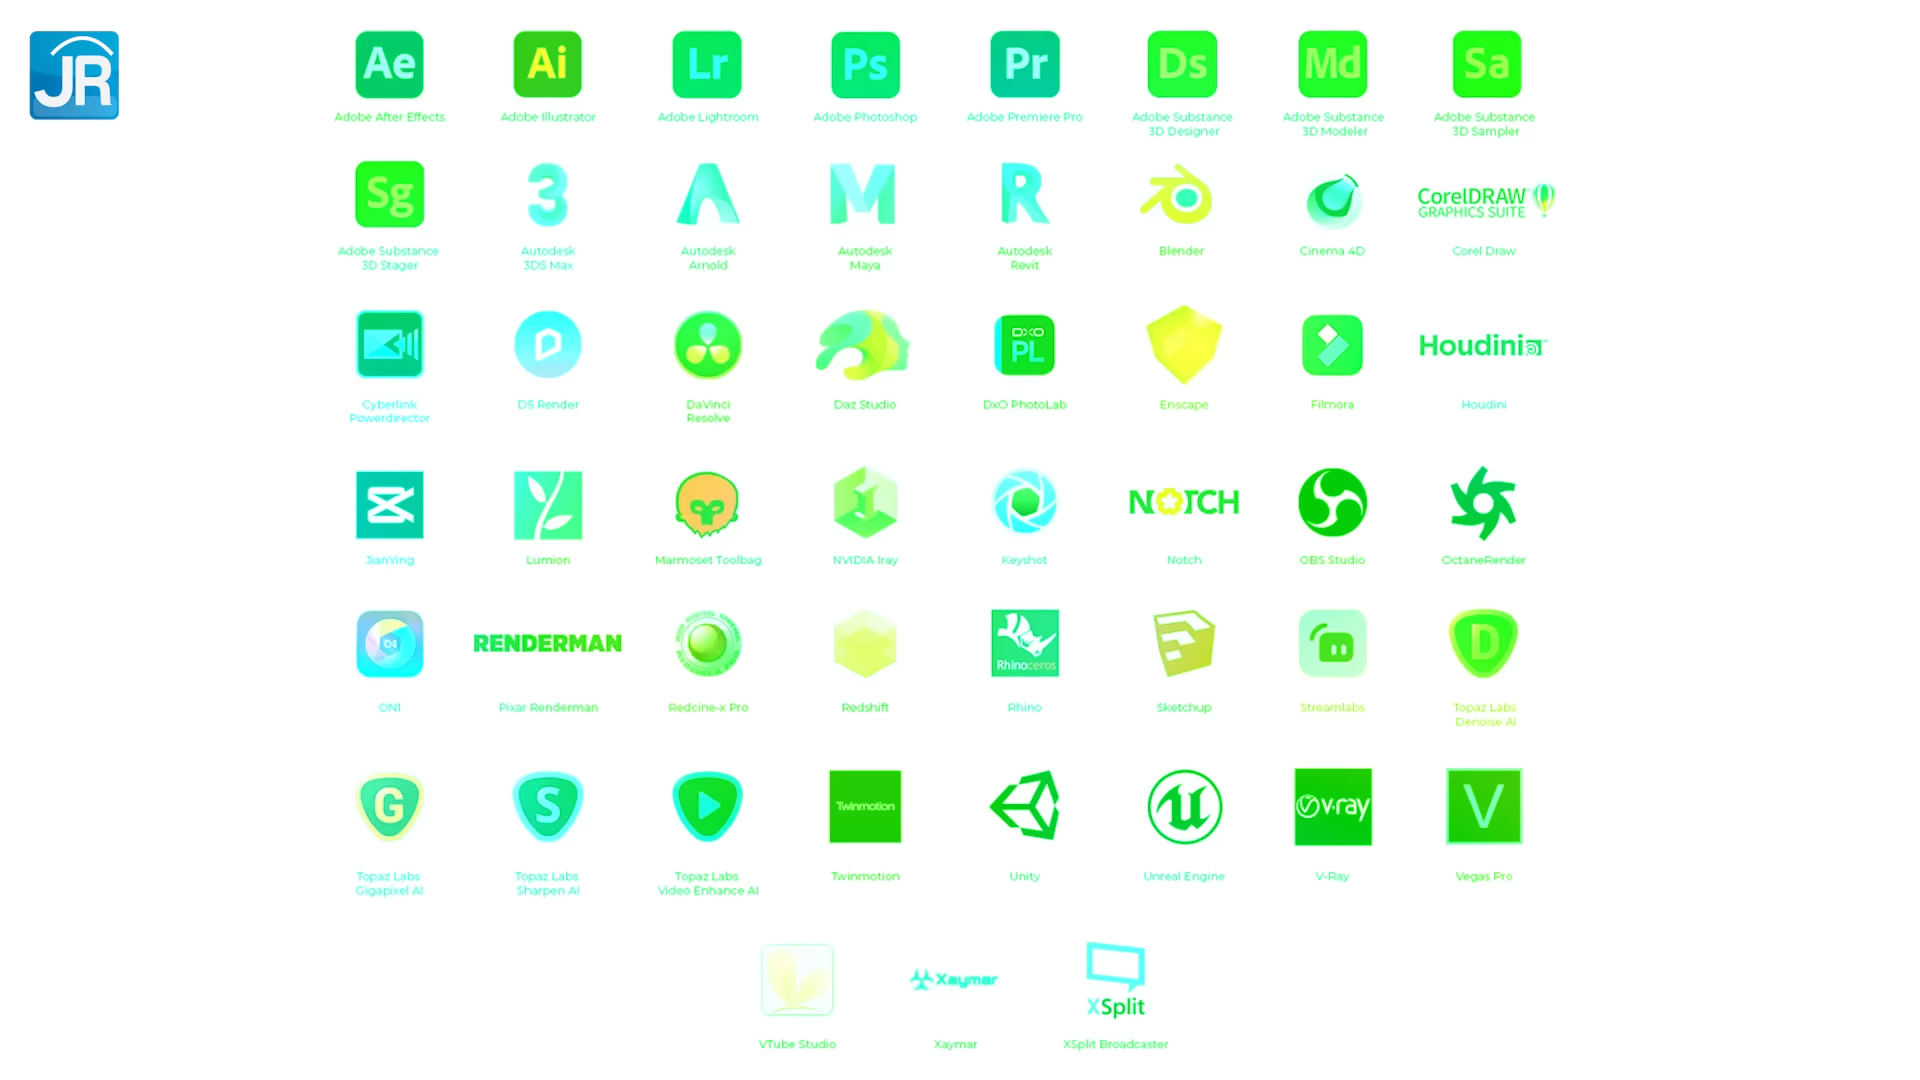 JR
Ae Ai Lr Ps Pr Ds Md Sa
Adobe After Effects Adobe Illustrator Adobe Lightroom Adobe Photoshop Adobe Premiere Pro Adobe Substance Adobe Substance Adobe Substance
3D Designer 3D Modeler 3D Sampler
Sg 3 A M R CorelDRAW
GRAPHICS SUITE
Adobe Substance Autodesk Autodesk Autodesk Autodesk Blender Cinema 4D Corel Draw
3D Stager 3DS Max Arnold Maya Revit
DXO
PL Houdini
Cyberlink D5 Render DaVinci Daz Studio DxO PhotoLab Enscape Filmora Houdini
Powerdirector Resolve
NOTCH
JianYing Lumion Marmoset Toolbag NVIDIA Iray Keyshot Notch OBS Studio OctaneRender
RENDERMAN Rhinoceros D
ON1 Pixar Renderman Redcine-x Pro Redshift Rhino Sketchup Streamlabs Topaz Labs
Denoise AI
G S Twinmotion u v-ray V
Topaz Labs Topaz Labs Topaz Labs Twinmotion Unity Unreal Engine V-Ray Vegas Pro
Gigapixel AI Sharpen AI Video Enhance AI
Xaymar XSplit
VTube Studio Xaymar XSplit Broadcaster